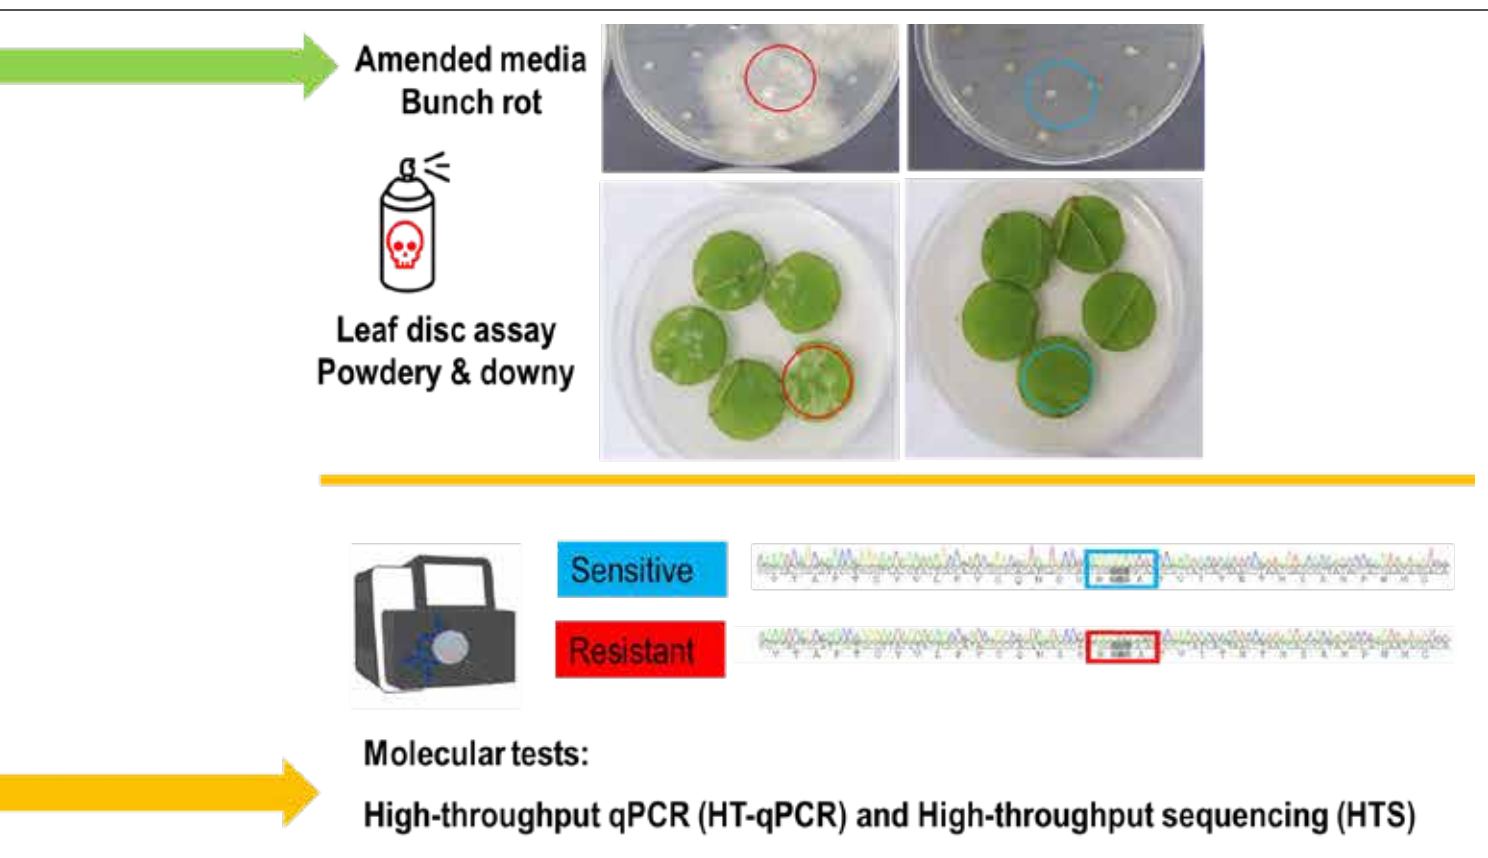 Amended media
Bunch rot
Leaf disc assay
Powdery & downy
Sensitive
Resistant
Molecular tests:
High-throughput qPCR (HT-qPCR) and High-throughput sequencing (HTS)